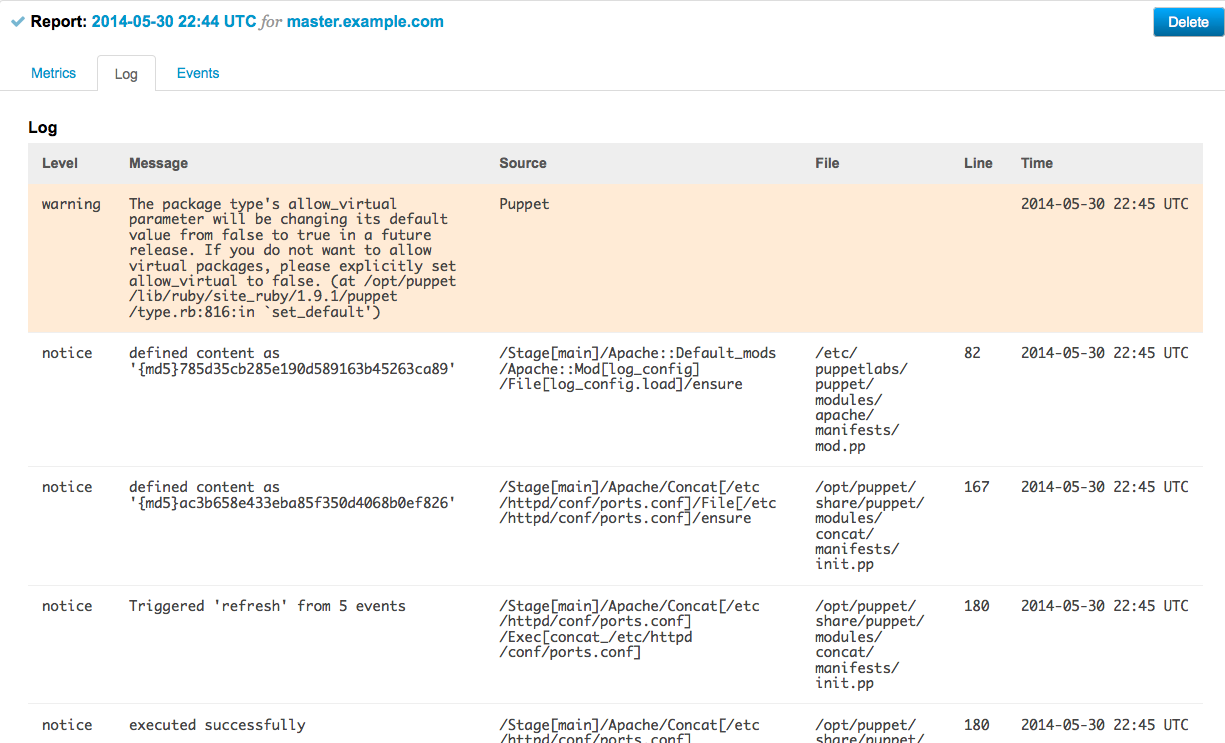 Report: 2014-05-30 22:44 UTC for master.example.com
Delete
Metrics Log Events
Log
Level Message Source File Line Time
warning The package type's allow_virtual Puppet 2014-05-30 22:45 UTC
parameter will be changing its default
value from false to true in a future
release. If you do not want to allow
virtual packages, please explicitly set
allow_virtual to false. (at /opt/puppet
/lib/ruby/site_ruby/1.9.1/puppet
/type.rb:816:in `set_default')
notice defined content as /Stage[main]/Apache::Default_mods /etc/ 82 2014-05-30 22:45 UTC
'{md5}785d35cb285e190d589163b45263ca89' /Apache::Mod[log_config] puppetlabs/
/File[log_config.load]/ensure puppet/
modules/
apache/
manifests/
mod.pp
notice defined content as /Stage[main]/Apache/Concat[/etc /opt/puppet/ 167 2014-05-30 22:45 UTC
'{md5}ac3b658e433eba85f350d4068b0ef826' /httpd/conf/ports.conf]/File[/etc share/puppet/
/httpd/conf/ports.conf]/ensure modules/
concat/
manifests/
init.pp
notice Triggered 'refresh' from 5 events /Stage[main]/Apache/Concat[/etc /opt/puppet/ 180 2014-05-30 22:45 UTC
/httpd/conf/ports.conf] share/puppet/
/Exec[concat_/etc/httpd modules/
/conf/ports.conf] concat/
manifests/
init.pp
notice executed successfully /Stage[main]/Apache/Concat[/etc /opt/puppet/ 180 2014-05-30 22:45 UTC
/httpd/conf/ports.conf] share/puppet/